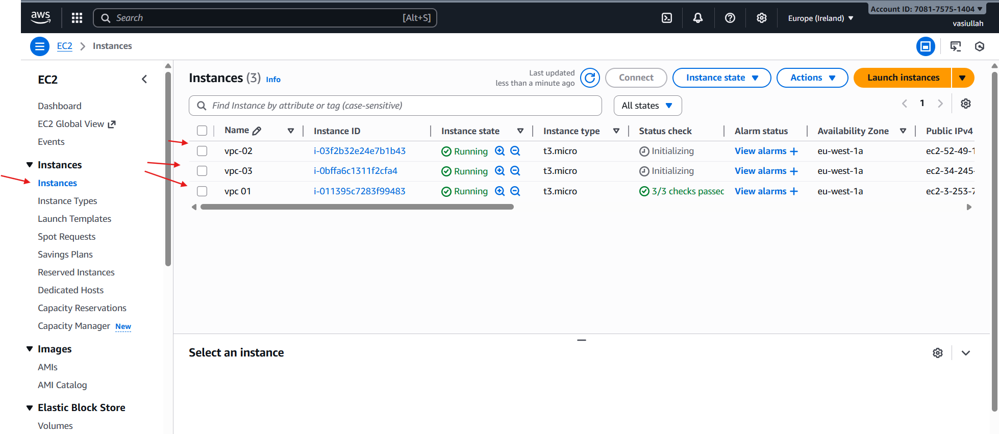 aws
Search [Alt+S]
Europe (Ireland)
Account ID: 7081-7575-1404
vasiullah
EC2 Instances
EC2
Dashboard
EC2 Global View
Events
Instances
Instances
Instance Types
Launch Templates
Spot Requests
Savings Plans
Reserved Instances
Dedicated Hosts
Capacity Reservations
Capacity Manager New
Images
AMIs
AMI Catalog
Elastic Block Store
Volumes
Instances (3) Info
Last updated
less than a minute ago
Connect
Instance state
Actions
Launch instances
Find Instance by attribute or tag (case-sensitive)
All states
1
Name Instance ID Instance state Instance type Status check Alarm status Availability Zone Public IPv4
vpc-02 i-03f2b32e24e7b1b43 Running t3.micro Initializing View alarms + eu-west-1a ec2-52-49-1
vpc-03 i-0bffa6c1311f2cfa4 Running t3.micro Initializing View alarms + eu-west-1a ec2-34-245-
vpc 01 i-011395c7283f99483 Running t3.micro 3/3 checks passed View alarms + eu-west-1a ec2-3-253-7
Select an instance